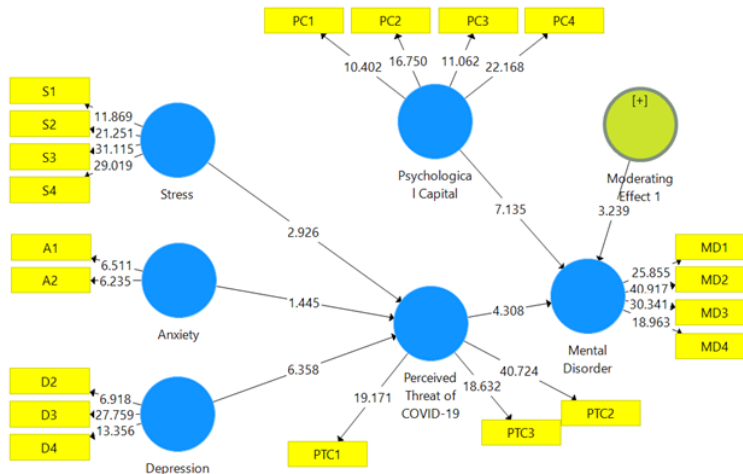 PC1
PC2
PC3
PC4
10.402
16.750
11.062
22.168
S1
S2
S3
S4
11.869
21.251
31.115
29.019
Stress
Psychologica
l Capital
[+]
Moderating
Effect 1
2.926
7.135
3.239
A1
A2
6.511
6.235
Anxiety
1.445
4.308
Perceived
Threat of
COVID-19
Mental
Disorder
25.855
40.917
30.341
18.963
MD1
MD2
MD3
MD4
D2
D3
D4
6.918
27.759
13.356
Depression
6.358
19.171
18.632
40.724
PTC1
PTC3
PTC2